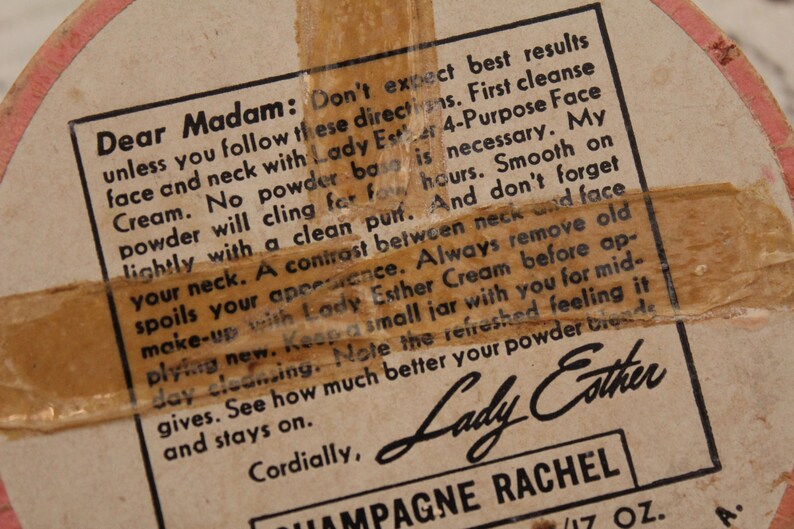 Dear Madam: Don't expect best results
unless you follow these directions. First cleanse
face and neck with Lady Esther 4-Purpose Face
Cream. No powder base is necessary. My
powder will cling for four hours. Smooth on
lightly with a clean puff. And don't forget
your neck. A contrast between neck and face
spoils your appearance. Always remove old
make-up with Lady Esther Cream before ap-
plying new. Keep a small jar with you for mid-
day cleansing. Note the refreshed feeling it
gives. See how much better your powder blends
and stays on.
Cordially, Lady Esther
CHAMPAGNE RACHEL
/17 OZ.
A.